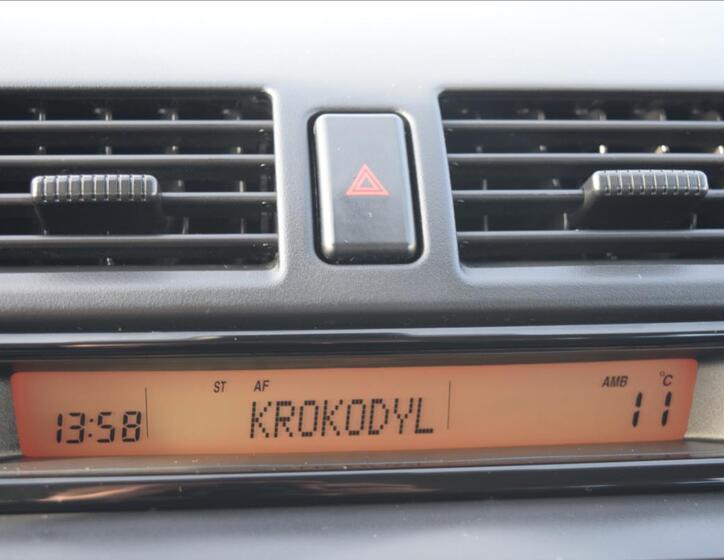 ST AF AMB °C
13:58 KROKODYL 11